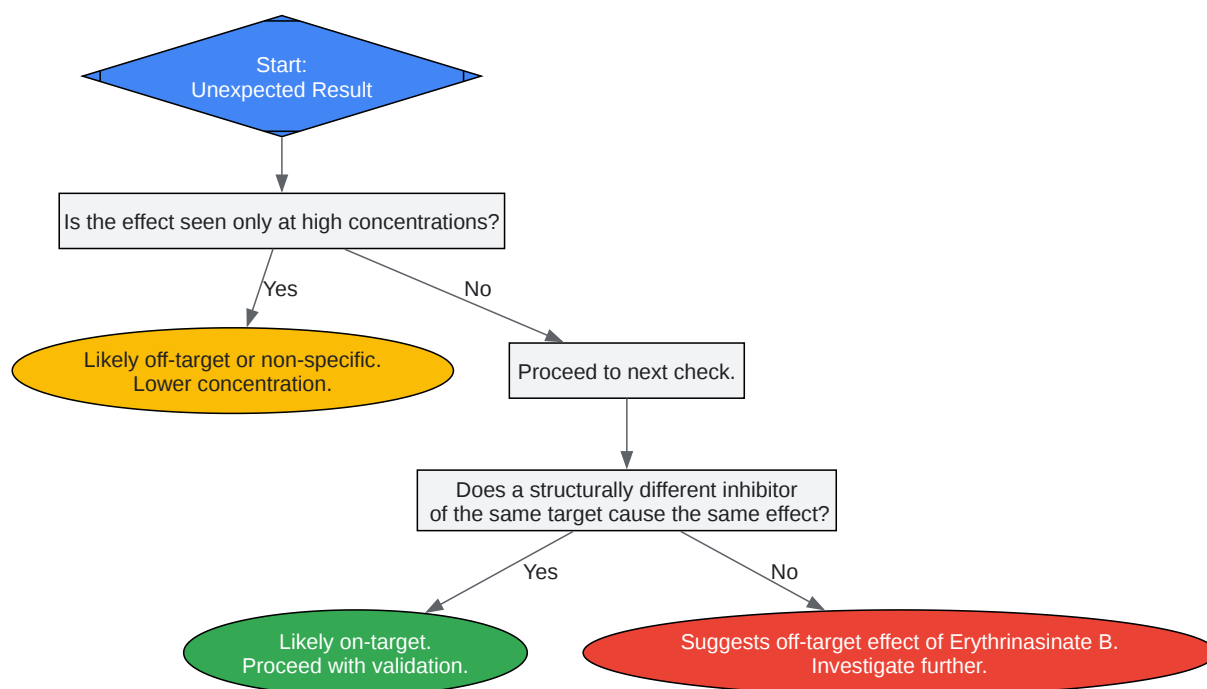 Start:
Unexpected Result
Is the effect seen only at high concentrations?
Yes
No
Likely off-target or non-specific.
Lower concentration.
Proceed to next check.
Does a structurally different inhibitor
of the same target cause the same effect?
Yes
No
Likely on-target.
Proceed with validation.
Suggests off-target effect of Erythrinasinate B.
Investigate further.